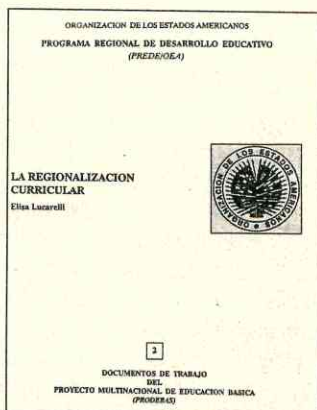 ORGANIZACION DE LOS ESTADOS AMERICANOS
PROGRAMA REGIONAL DE DESARROLLO EDUCATIVO
(PREDE/OEA)
LA REGIONALIZACION
CURRICULAR
Elisa Lucarelli
ORGANIZACION DE LOS ESTADOS AMERICANOS
2
DOCUMENTOS DE TRABAJO
DEL
PROYECTO MULTINACIONAL DE EDUCACION BASICA
(PRODEBAS)